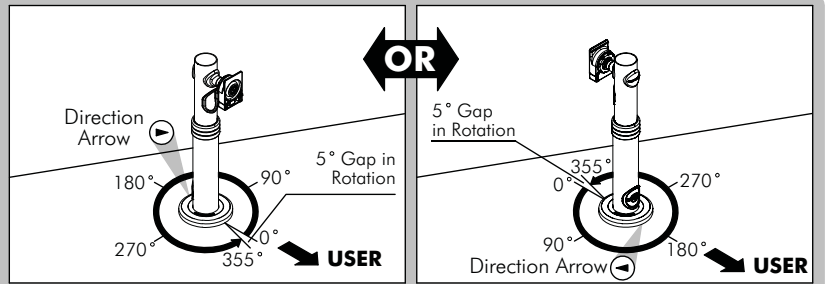 Direction
Arrow
5° Gap in
Rotation
180°
90°
270°
0°
355°
USER
OR
5° Gap
in Rotation
355°
0°
270°
90°
180°
Direction Arrow
USER